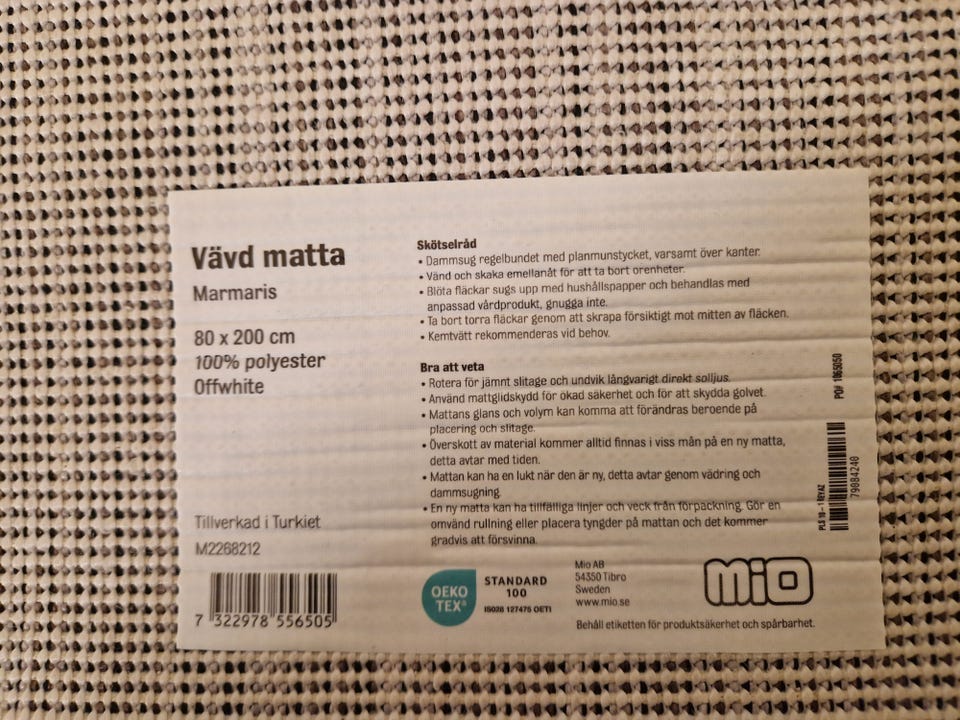 Vävd matta
Marmaris
80 x 200 cm
100% polyester
Offwhite
Tillverkad i Turkiet
M2268212
7 322978 556505
Skötselråd
• Dammsug regelbundet med planmunstycket, varsamt över kanter.
• Vänd och skaka emellanåt för att ta bort orenheter.
• Blöta fläckar sugs upp med hushållspapper och behandlas med
anpassad vårdprodukt, gnugga inte.
• Ta bort torra fläckar genom att skrapa försiktigt mot mitten av fläcken.
• Kemtvätt rekommenderas vid behov.
Bra att veta
• Rotera för jämnt slitage och undvik långvarigt direkt solljus.
• Använd mattglidskydd för ökad säkerhet och för att skydda golvet.
• Mattans glans och volym kan komma att förändras beroende på
placering och slitage.
• Överskott av material kommer alltid finnas i viss mån på en ny matta,
detta avtar med tiden.
• Mattan kan ha en lukt när den är ny, detta avtar genom vädring och
dammsugning.
• En ny matta kan ha tillfälliga linjer och veck från förpackning. Gör en
omvänd rullning eller placera tyngder på mattan och det kommer
gradvis att försvinna.
OEKO
TEX®
STANDARD
100
IS028 127475 OETI
Mio AB
54350 Tibro
Sweden
www.mio.se
mio
Behåll etiketten för produktsäkerhet och spårbarhet.
PO# 1065050
79084240